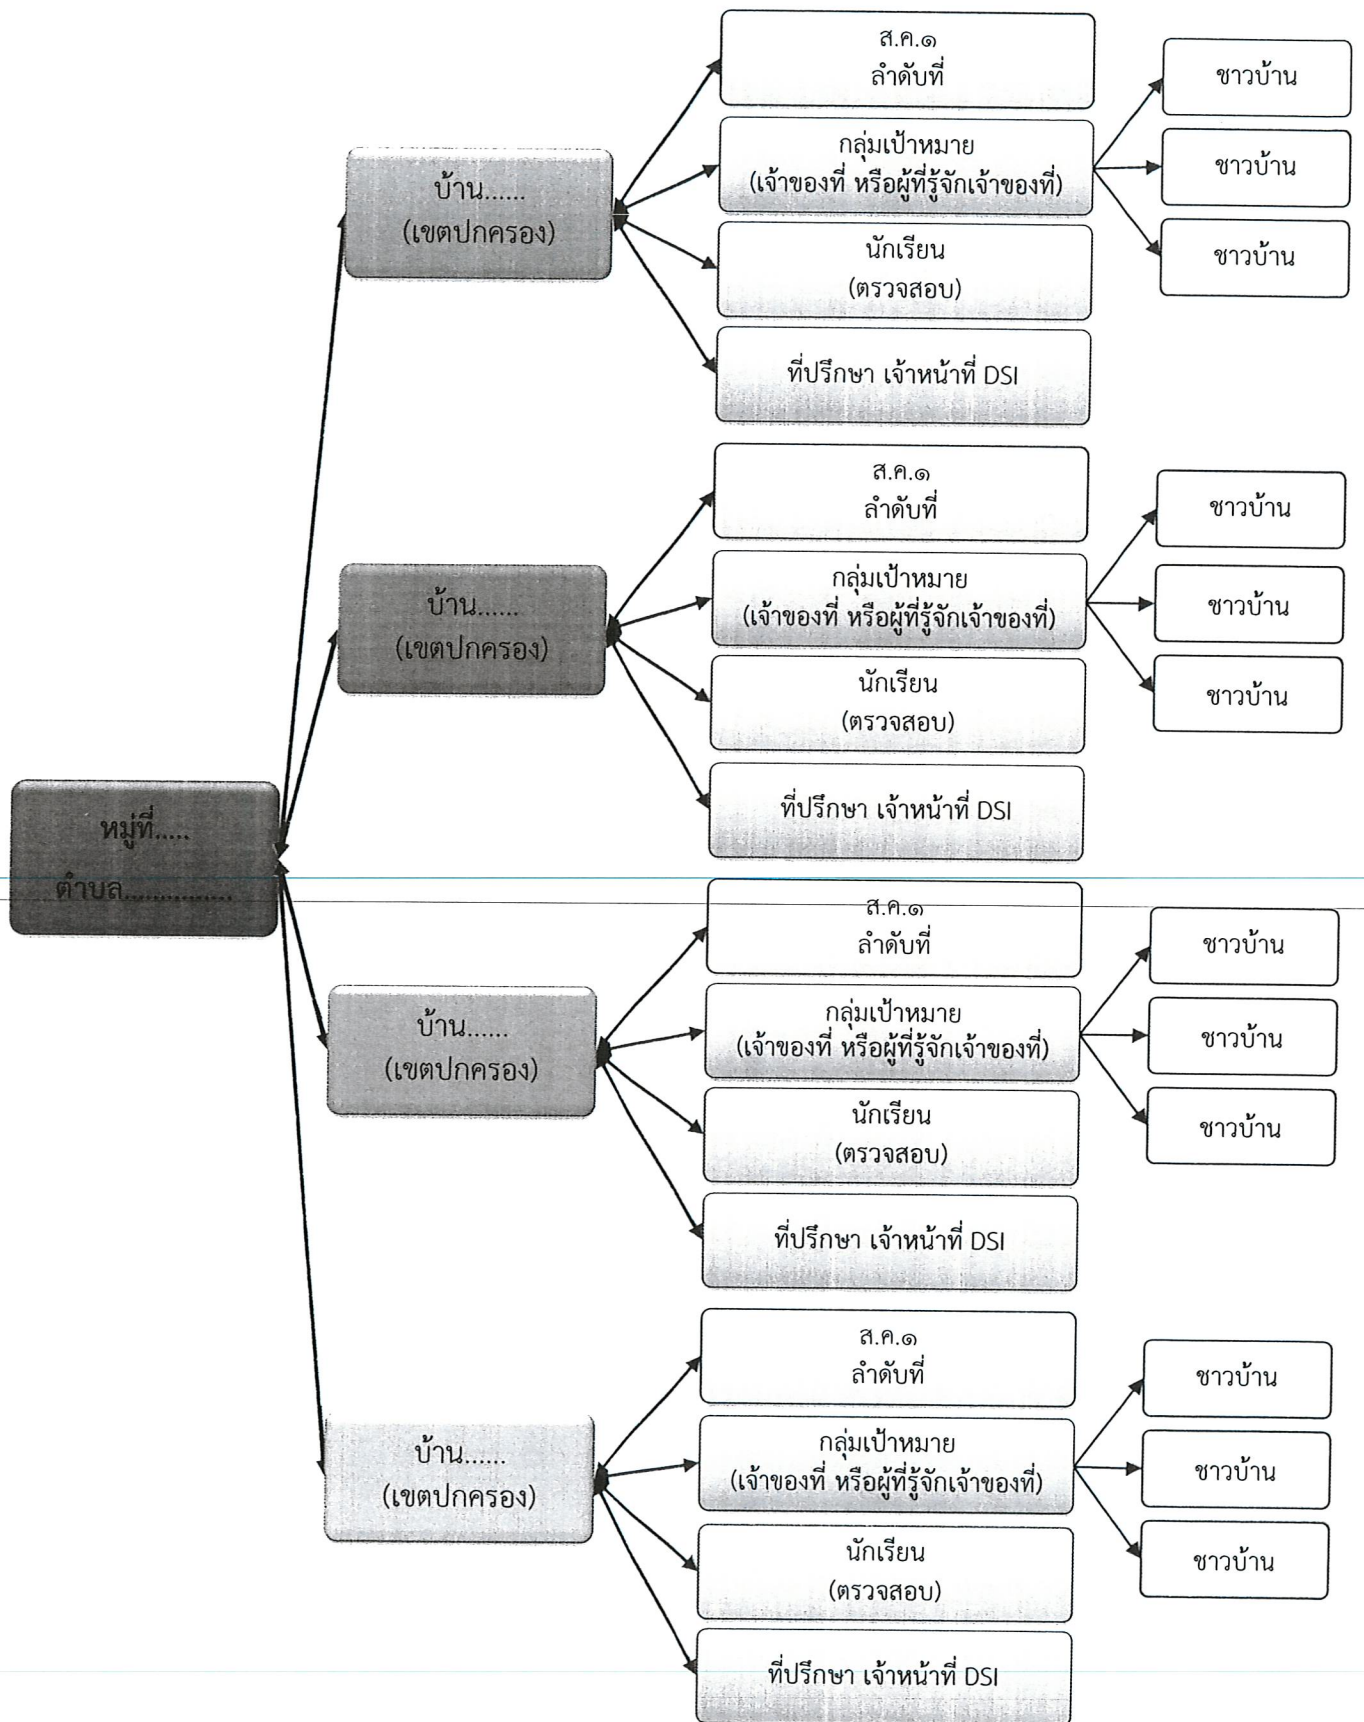 หมู่ที่.....
ตำบล...............
บ้าน......
(เขตปกครอง)
ส.ค.๑
ลำดับที่
กลุ่มเป้าหมาย
(เจ้าของที่ หรือผู้ที่รู้จักเจ้าของที่)
ชาวบ้าน
ชาวบ้าน
ชาวบ้าน
นักเรียน
(ตรวจสอบ)
ที่ปรึกษา เจ้าหน้าที่ DSI
บ้าน......
(เขตปกครอง)
ส.ค.๑
ลำดับที่
กลุ่มเป้าหมาย
(เจ้าของที่ หรือผู้ที่รู้จักเจ้าของที่)
ชาวบ้าน
ชาวบ้าน
ชาวบ้าน
นักเรียน
(ตรวจสอบ)
ที่ปรึกษา เจ้าหน้าที่ DSI
บ้าน......
(เขตปกครอง)
ส.ค.๑
ลำดับที่
กลุ่มเป้าหมาย
(เจ้าของที่ หรือผู้ที่รู้จักเจ้าของที่)
ชาวบ้าน
ชาวบ้าน
ชาวบ้าน
นักเรียน
(ตรวจสอบ)
ที่ปรึกษา เจ้าหน้าที่ DSI
บ้าน......
(เขตปกครอง)
ส.ค.๑
ลำดับที่
กลุ่มเป้าหมาย
(เจ้าของที่ หรือผู้ที่รู้จักเจ้าของที่)
ชาวบ้าน
ชาวบ้าน
ชาวบ้าน
นักเรียน
(ตรวจสอบ)
ที่ปรึกษา เจ้าหน้าที่ DSI